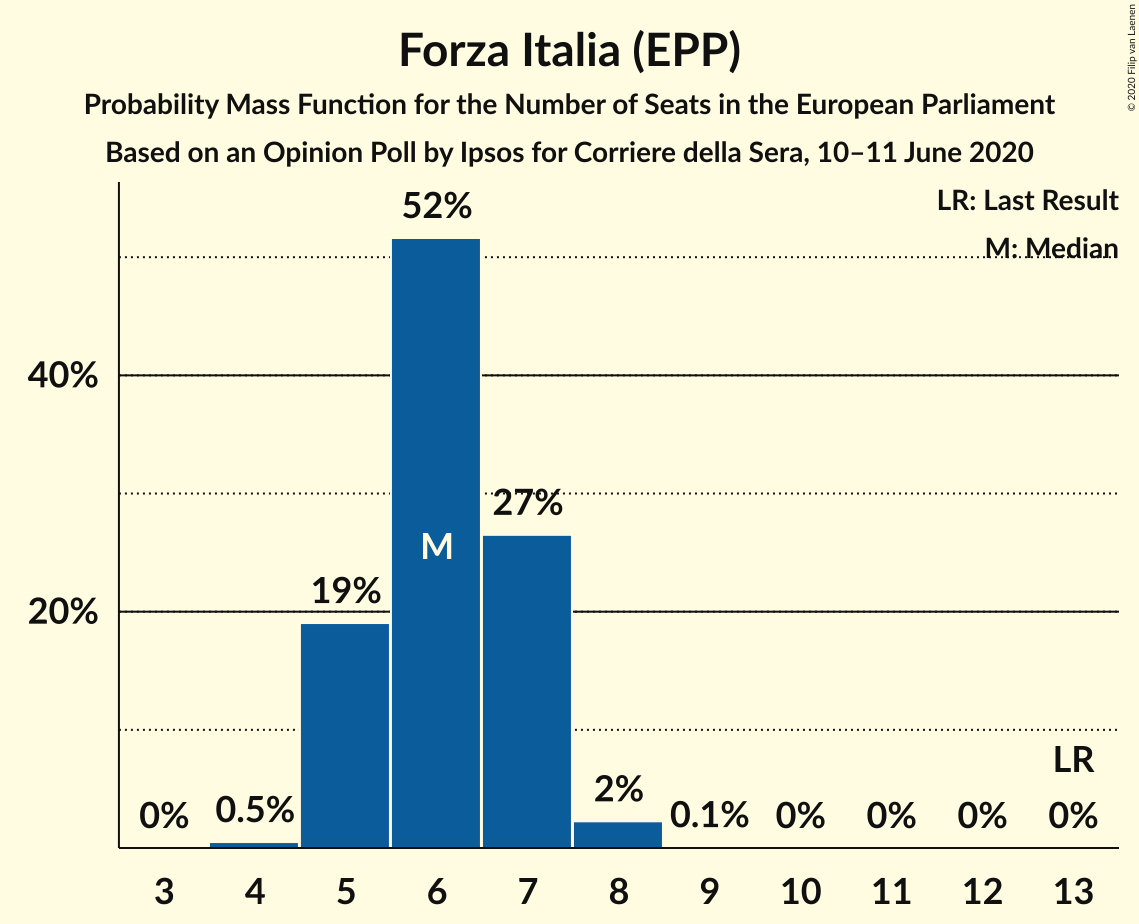 Forza Italia (EPP)
Probability Mass Function for the Number of Seats in the European Parliament
Based on an Opinion Poll by Ipsos for Corriere della Sera, 10–11 June 2020
© 2020 Filip van Laenen
LR: Last Result
M: Median
52%
40%
27%
M
19%
20%
LR
0% 0.5% 2% 0.1% 0% 0% 0% 0%
3 4 5 6 7 8 9 10 11 12 13